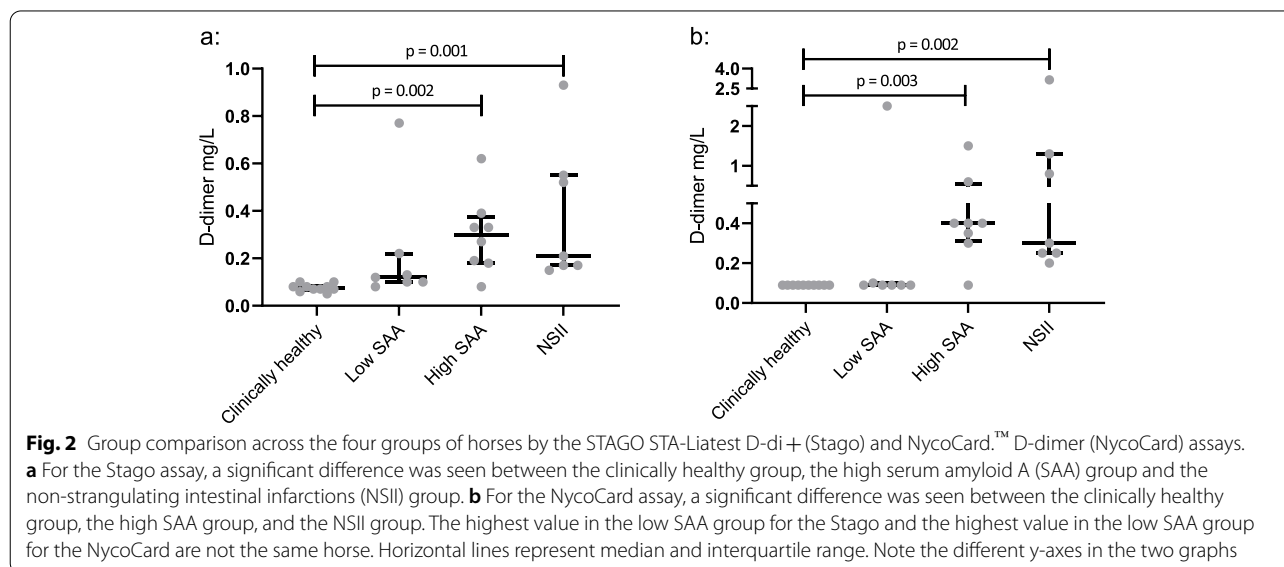 a:
p = 0.001
p = 0.002
1.0
0.8
0.6
0.4
0.2
0.0
D-dimer mg/L
Clinically healthy
Low SAA
High SAA
NSII
b:
p = 0.002
p = 0.003
4.0
2.5
2
1
0.4
0.2
0.0
D-dimer mg/L
Clinically healthy
Low SAA
High SAA
NSII
Fig. 2 Group comparison across the four groups of horses by the STAGO STA-Liatest D-di + (Stago) and NycoCard.™ D-dimer (NycoCard) assays.
a For the Stago assay, a significant difference was seen between the clinically healthy group, the high serum amyloid A (SAA) group and the
non-strangulating intestinal infarctions (NSII) group. b For the NycoCard assay, a significant difference was seen between the clinically healthy
group, the high SAA group, and the NSII group. The highest value in the low SAA group for the Stago and the highest value in the low SAA group
for the NycoCard are not the same horse. Horizontal lines represent median and interquartile range. Note the different y-axes in the two graphs